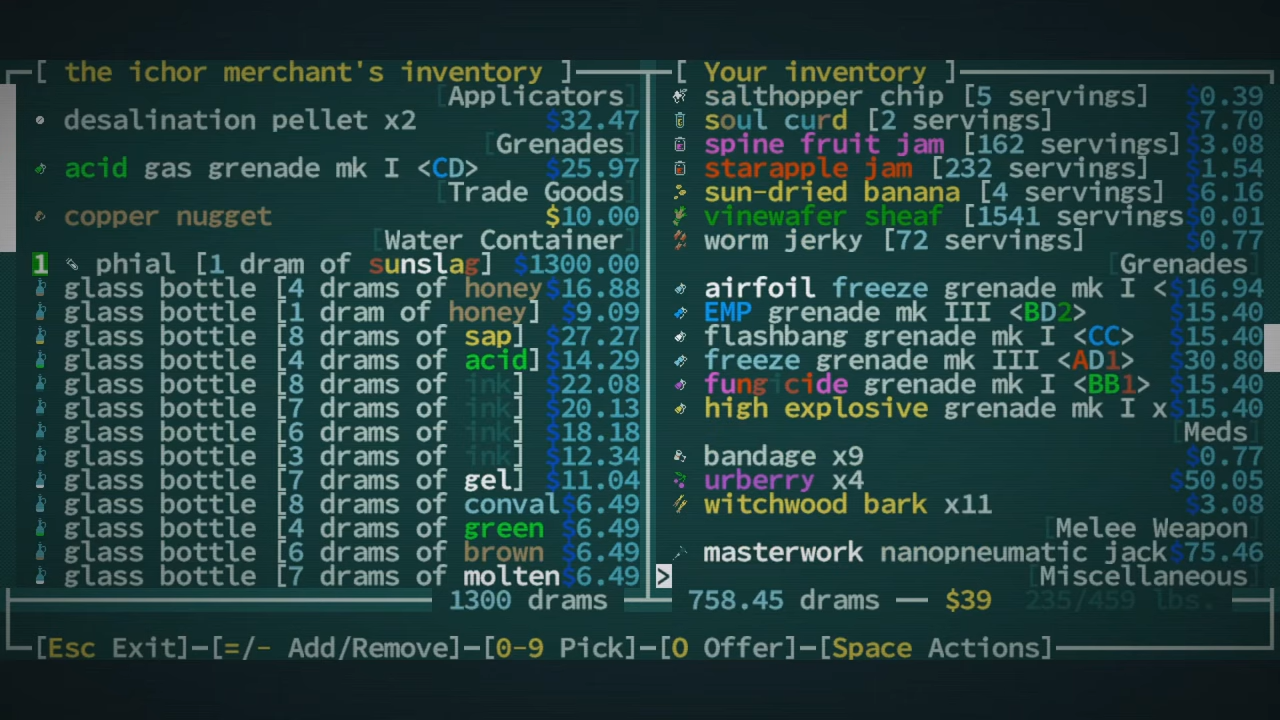 [ the ichor merchant's inventory ]
[Applicators]
desalination pellet x2 $32.47
[Grenades]
acid gas grenade mk I <CD> $25.97
[Trade Goods]
copper nugget $10.00
[Water Container]
1 phial [1 dram of sunslag] $1300.00
glass bottle [4 drams of honey $16.88
glass bottle [1 dram of honey] $9.09
glass bottle [8 drams of sap] $27.27
glass bottle [4 drams of acid] $14.29
glass bottle [8 drams of ink] $22.08
glass bottle [7 drams of ink] $20.13
glass bottle [6 drams of ink] $18.18
glass bottle [3 drams of ink] $12.34
glass bottle [7 drams of gel] $11.04
glass bottle [8 drams of conval $6.49
glass bottle [4 drams of green $6.49
glass bottle [6 drams of brown $6.49
glass bottle [7 drams of molten $6.49
1300 drams
[ Your inventory ]
salthopper chip [5 servings] $0.39
soul curd [2 servings] $7.70
spine fruit jam [162 servings] $3.08
starapple jam [232 servings] $1.54
sun-dried banana [4 servings] $6.16
vinewafer sheaf [1541 servings $0.01
worm jerky [72 servings] $0.77
[Grenades]
airfoil freeze grenade mk I < $16.94
EMP grenade mk III <BD2> $15.40
flashbang grenade mk I <CC> $15.40
freeze grenade mk III <AD1> $30.80
fungicide grenade mk I <BB1> $15.40
high explosive grenade mk I x $15.40
[Meds]
bandage x9 $0.77
urberry x4 $50.05
witchwood bark x11 $3.08
[Melee Weapon]
masterwork nanopneumatic jack $75.46
> [Miscellaneous]
758.45 drams — $39 235/459 lbs.
[Esc Exit]-[=/- Add/Remove]-[0-9 Pick]-[O Offer]-[Space Actions]